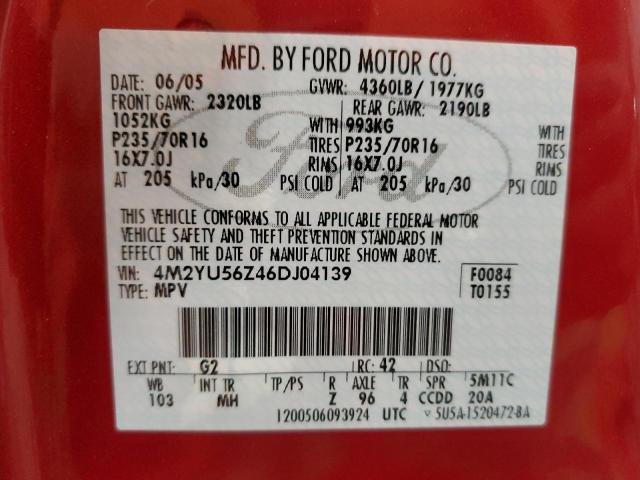 MFD. BY FORD MOTOR CO.
DATE: 06/05 GVWR: 4360LB/1977KG
FRONT GAWR: 2320LB REAR GAWR: 2190LB
1052KG WITH 993KG WITH
P235/70R16 TIRES P235/70R16 TIRES
16X7.0J RIMS 16X7.0J RIMS
AT 205 kPa/30 PSI COLD AT 205 kPa/30 PSI COLD
Ford
THIS VEHICLE CONFORMS TO ALL APPLICABLE FEDERAL MOTOR
VEHICLE SAFETY AND THEFT PREVENTION STANDARDS IN
EFFECT ON THE DATE OF MANUFACTURE SHOWN ABOVE.
VIN: 4M2YU56Z46DJ04139 F0084
TYPE: MPV T0155
EXT PNT: G2 RC: 42 DSO:
WB INT TR TP/PS R AXLE TR SPR 5M11C
103 MH Z 96 4 CCDD 20A
1200506093924 UTC ▽ 5U5A-1520472-BA